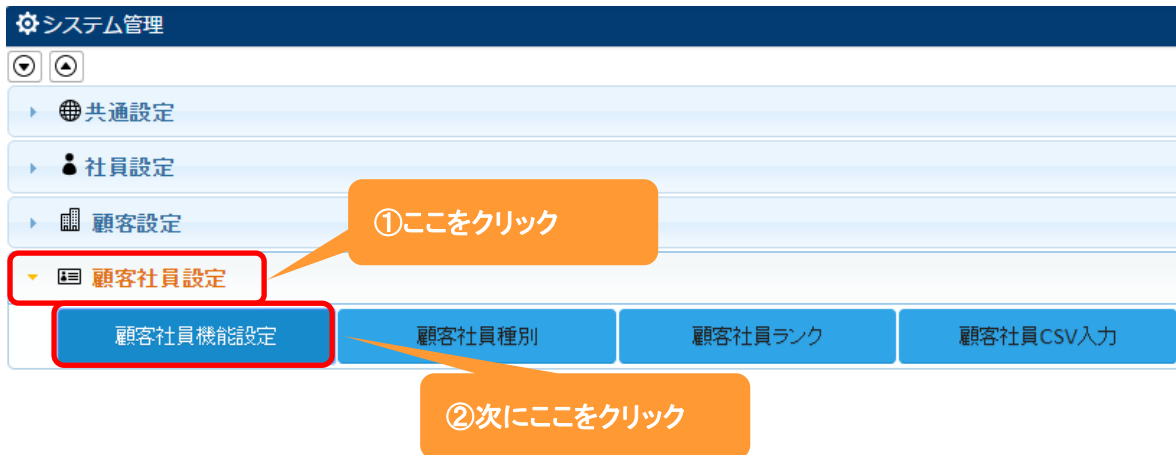 システム管理
共通設定
社員設定
顧客設定
①ここをクリック
顧客社員設定
顧客社員機能設定 顧客社員種別 顧客社員ランク 顧客社員CSV入力
②次にここをクリック